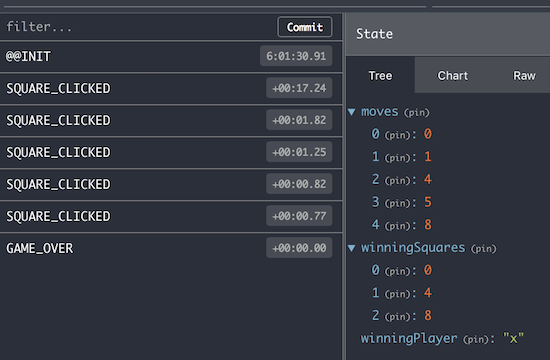 filter...
Commit
@@INIT
6:01:30.91
SQUARE_CLICKED
+00:17.24
SQUARE_CLICKED
+00:01.82
SQUARE_CLICKED
+00:01.25
SQUARE_CLICKED
+00:00.82
SQUARE_CLICKED
+00:00.77
GAME_OVER
+00:00.00
State
Tree
Chart
Raw
moves (pin)
0 (pin): 0
1 (pin): 1
2 (pin): 4
3 (pin): 5
4 (pin): 8
winningSquares (pin)
0 (pin): 0
1 (pin): 4
2 (pin): 8
winningPlayer (pin): "x"